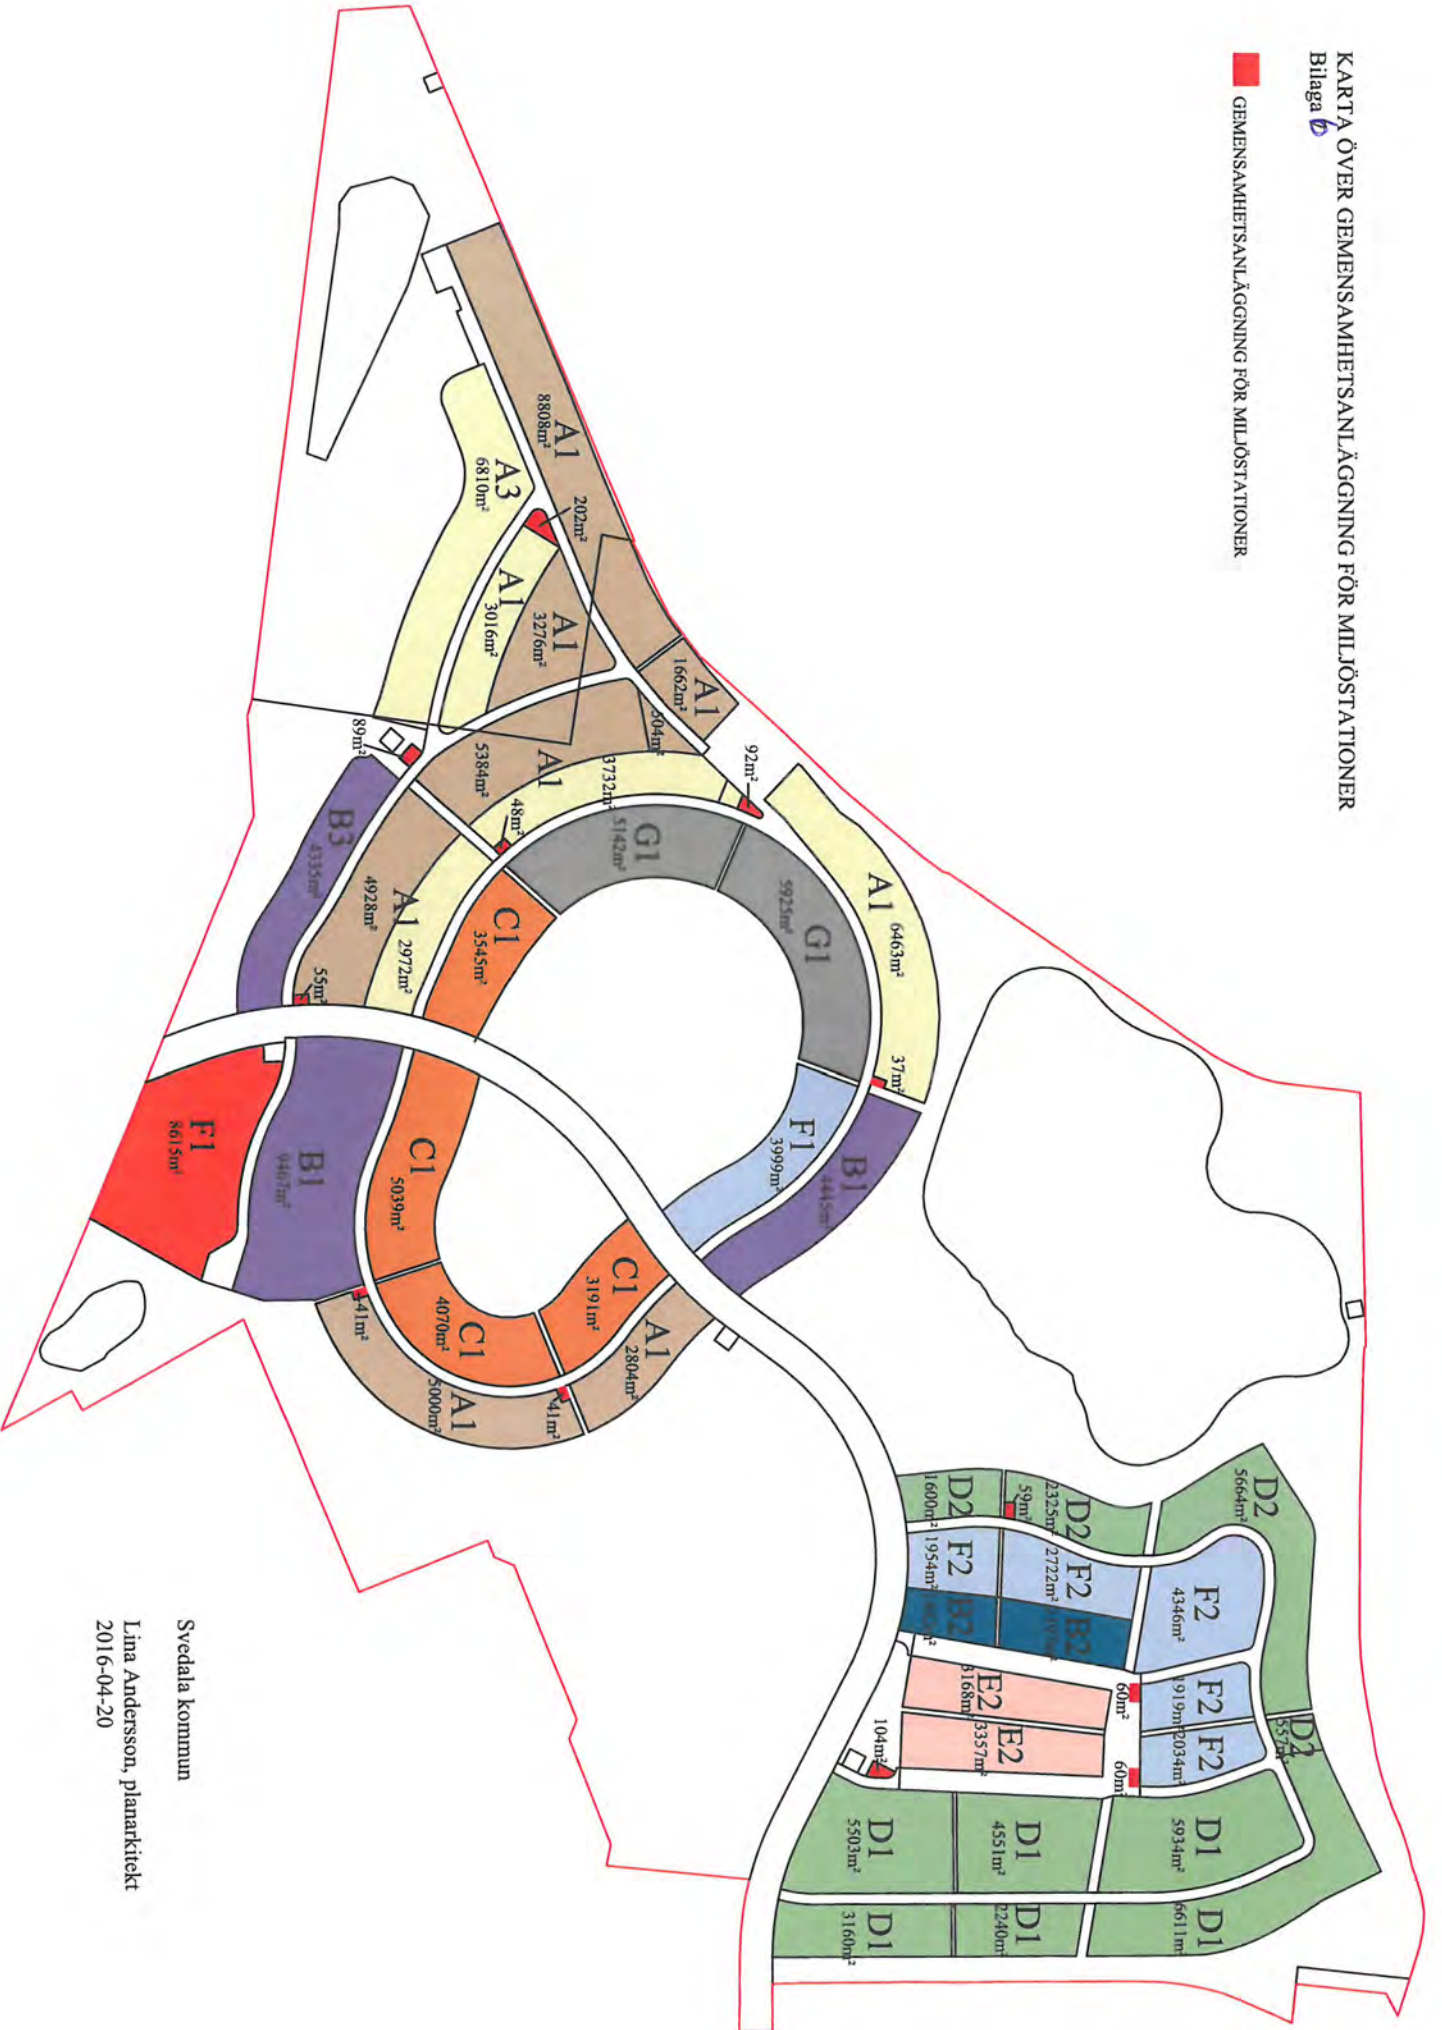 KARTA ÖVER GEMENSAMHETSANLÄGGNING FÖR MILJÖSTATIONER
Bilaga 6
GEMENSAMHETSANLÄGGNING FÖR MILJÖSTATIONER
A1
8808m²
202m²
A3
6810m²
A1
3016m²
A1
3276m²
A1
1662m²
504m²
92m²
89m²
A1
5384m²
3732m²
48m²
G1
5142m²
G1
5925m²
A1
6463m²
37m²
B3
4335m²
A1
4928m²
2972m²
55m²
C1
3545m²
F1
3999m²
B1
4445m²
F1
8615m²
B1
9467m²
C1
5039m²
C1
4070m²
C1
3191m²
A1
2804m²
41m²
A1
5000m²
41m²
D2
5664m²
D2
2325m²
59m²
D2
1600m²
F2
1954m²
F2
2722m²
F2
4346m²
B2
B2
E2
3168m²
E2
3357m²
60m²
60m²
104m²
F2
1919m²
F2
2034m²
D2
557m²
D1
5503m²
D1
4551m²
D1
5934m²
D1
3160m²
D1
2240m²
D1
6611m²
Svedala kommun
Lina Andersson, planarkitekt
2016-04-20